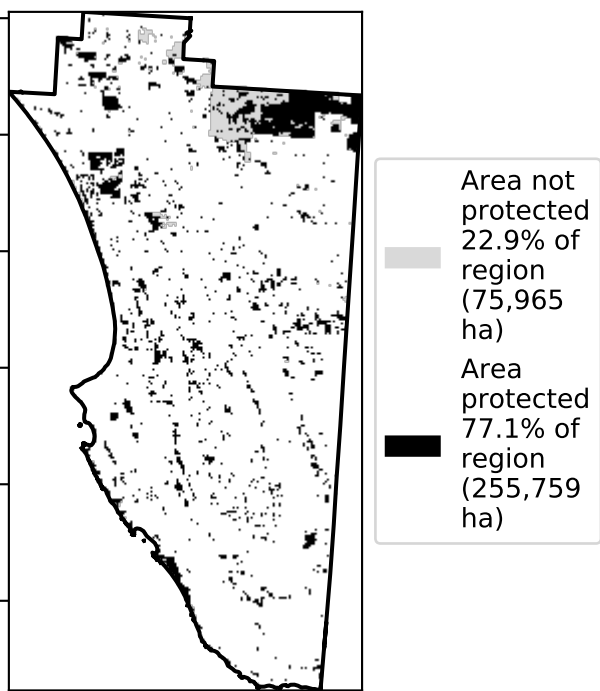 Area not
protected
22.9% of
region
(75,965
ha)
Area
protected
77.1% of
region
(255,759
ha)